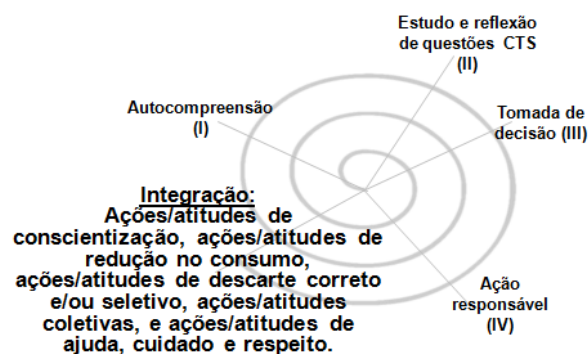 Estudo e reflexão
de questões CTS
(II)
Autocompreensão
(I)
Tomada de
decisão (III)
Integração:
Ações/atitudes de
conscientização, ações/atitudes de
redução no consumo,
ações/atitudes de descarte correto
e/ou seletivo, ações/atitudes
coletivas, e ações/atitudes de
ajuda, cuidado e respeito.
Ação
responsável
(IV)